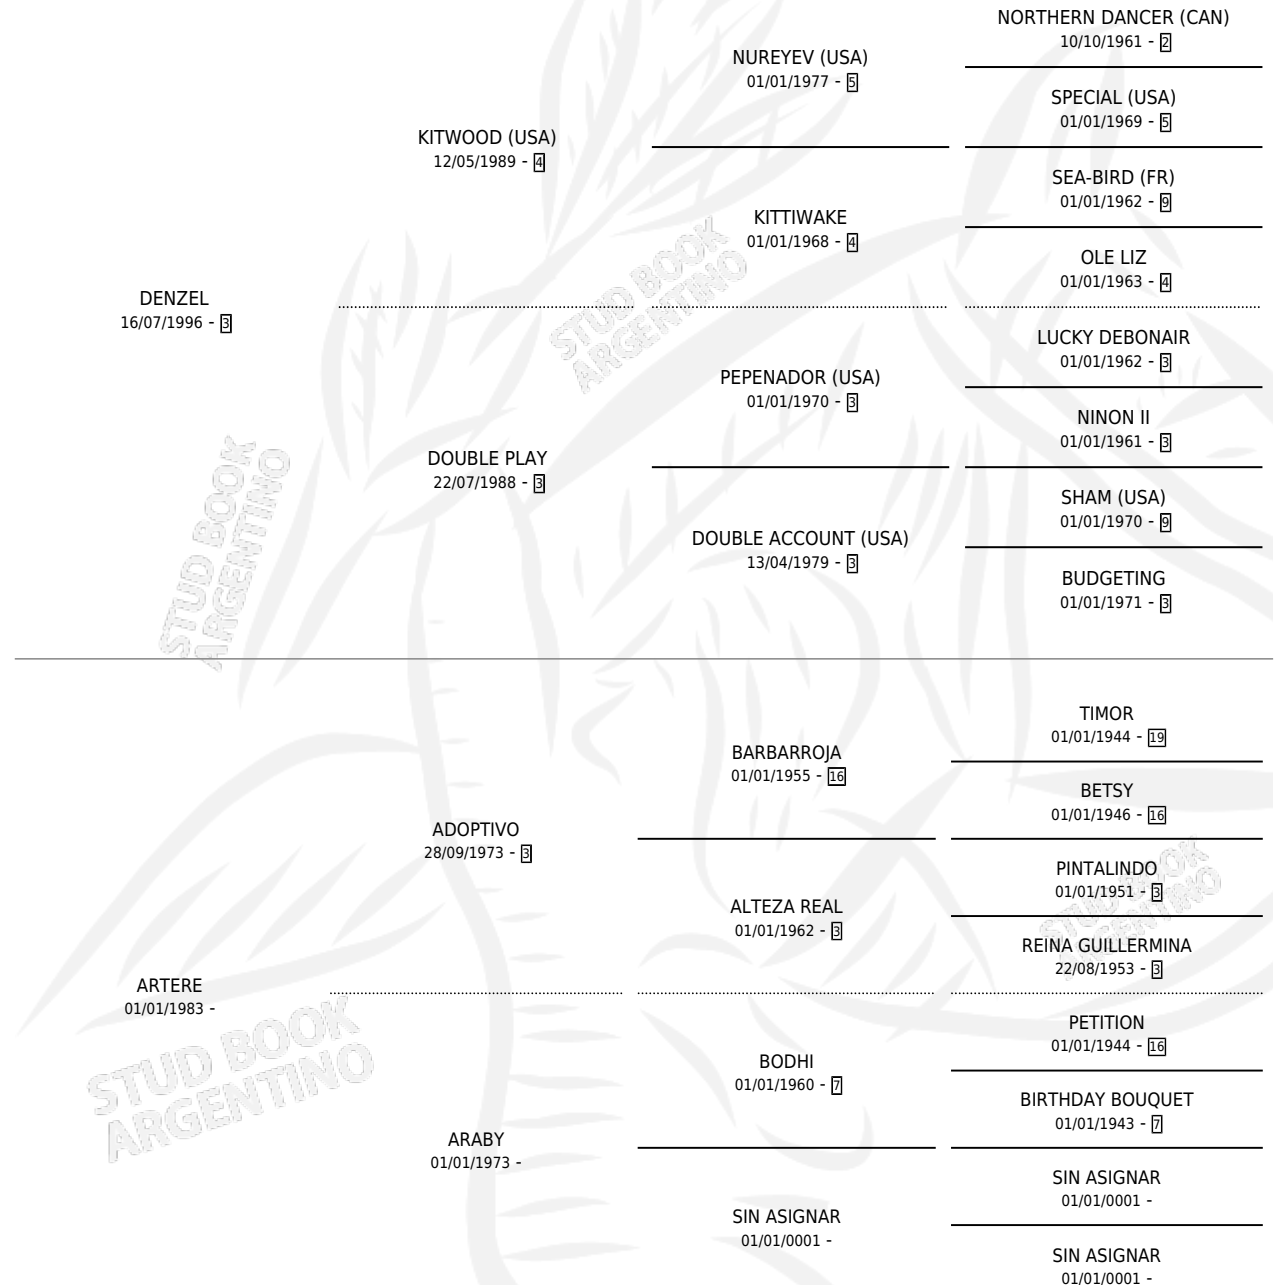 NORTHERN DANCER (CAN)
10/10/1961 - 2
NUREYEV (USA)
01/01/1977 - 5
SPECIAL (USA)
01/01/1969 - 5
KITWOOD (USA)
12/05/1989 - 4
SEA-BIRD (FR)
01/01/1962 - 9
KITTIWAKE
01/01/1968 - 4
OLE LIZ
01/01/1963 - 4
DENZEL
16/07/1996 - 3
LUCKY DEBONAIR
01/01/1962 - 3
PEPENADOR (USA)
01/01/1970 - 3
NINON II
01/01/1961 - 3
DOUBLE PLAY
22/07/1988 - 3
SHAM (USA)
01/01/1970 - 9
DOUBLE ACCOUNT (USA)
13/04/1979 - 3
BUDGETING
01/01/1971 - 3
TIMOR
01/01/1944 - 19
BARBARROJA
01/01/1955 - 16
BETSY
01/01/1946 - 16
ADOPTIVO
28/09/1973 - 3
PINTALINDO
01/01/1951 - 3
ALTEZA REAL
01/01/1962 - 3
REINA GUILLERMINA
22/08/1953 - 3
ARTERE
01/01/1983 -
PETITION
01/01/1944 - 16
BODHI
01/01/1960 - 7
BIRTHDAY BOUQUET
01/01/1943 - 7
ARABY
01/01/1973 -
SIN ASIGNAR
01/01/0001 -
SIN ASIGNAR
01/01/0001 -
SIN ASIGNAR
01/01/0001 -
STUD BOOK
ARGENTINO
STUD BOOK
ARGENTINO
STUD BOOK
ARGENTINO
STUD BOOK
ARGENTINO